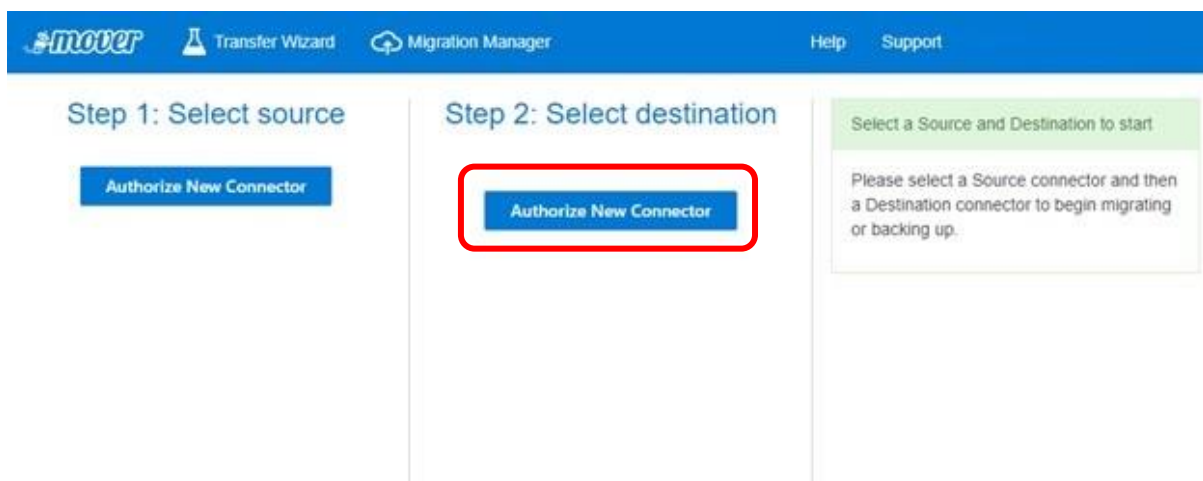 mover Transfer Wizard Migration Manager Help Support
Step 1: Select source
Authorize New Connector
Step 2: Select destination
Authorize New Connector
Select a Source and Destination to start
Please select a Source connector and then
a Destination connector to begin migrating
or backing up.